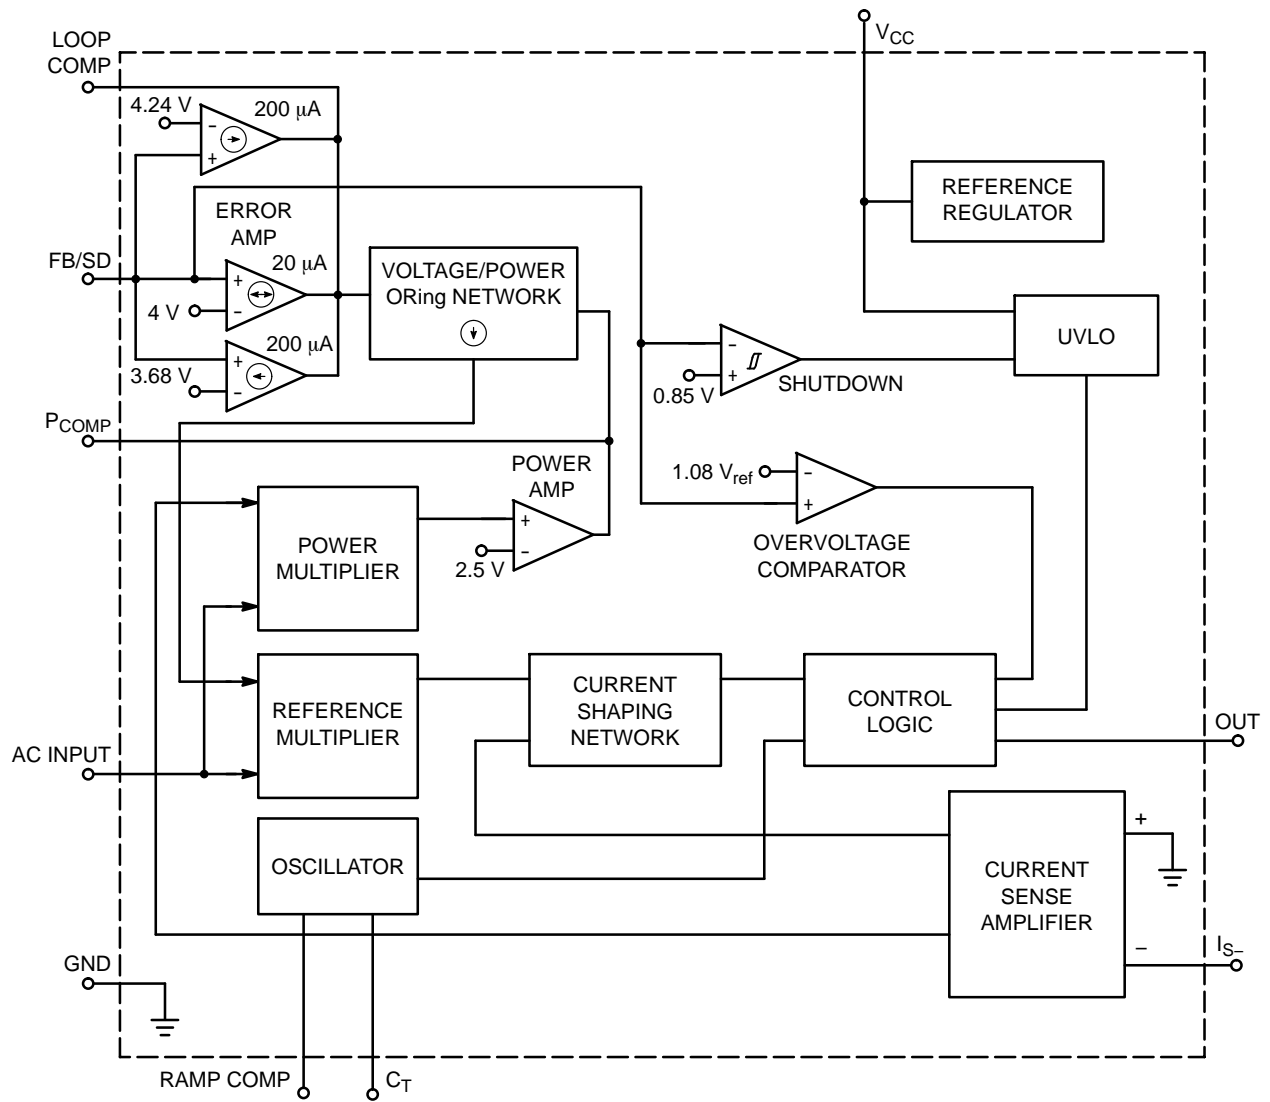 LOOP
COMP
V_CC
4.24 V
200 μA
–
+
REFERENCE
REGULATOR
ERROR
AMP
FB/SD
20 μA
+
4 V
–
VOLTAGE/POWER
ORing NETWORK
200 μA
+
3.68 V
–
–
+
0.85 V
SHUTDOWN
UVLO
P_COMP
POWER
AMP
+
–
2.5 V
1.08 V_ref
–
+
OVERVOLTAGE
COMPARATOR
POWER
MULTIPLIER
REFERENCE
MULTIPLIER
CURRENT
SHAPING
NETWORK
CONTROL
LOGIC
OUT
AC INPUT
OSCILLATOR
+
CURRENT
SENSE
AMPLIFIER
–
I_S–
GND
RAMP COMP
C_T